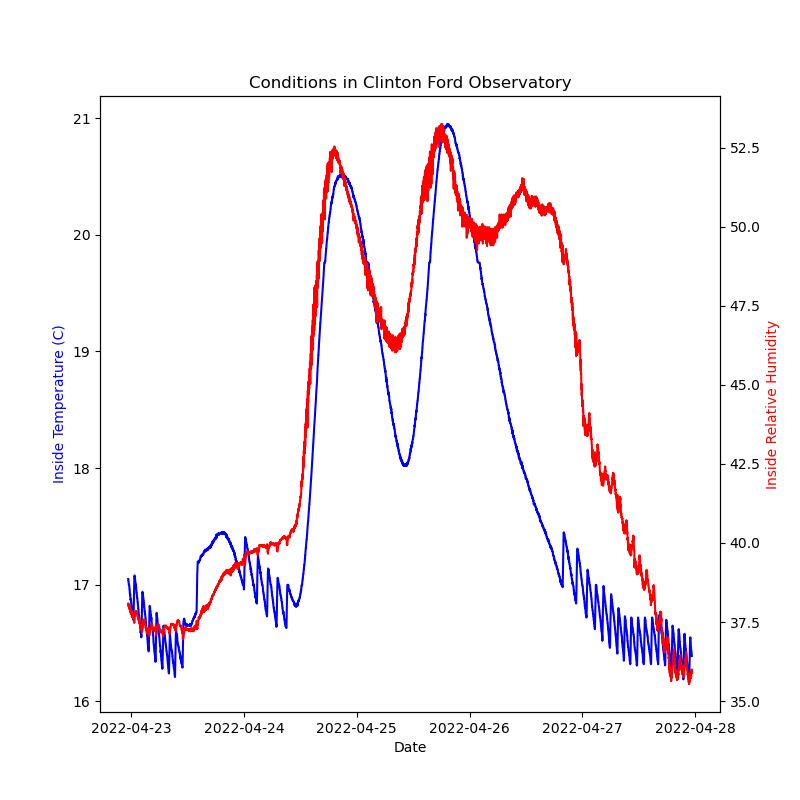 Conditions in Clinton Ford Observatory
21
20
19
18
17
16
Inside Temperature (C)
52.5
50.0
47.5
45.0
42.5
40.0
37.5
35.0
Inside Relative Humidity
2022-04-23 2022-04-24 2022-04-25 2022-04-26 2022-04-27 2022-04-28
Date